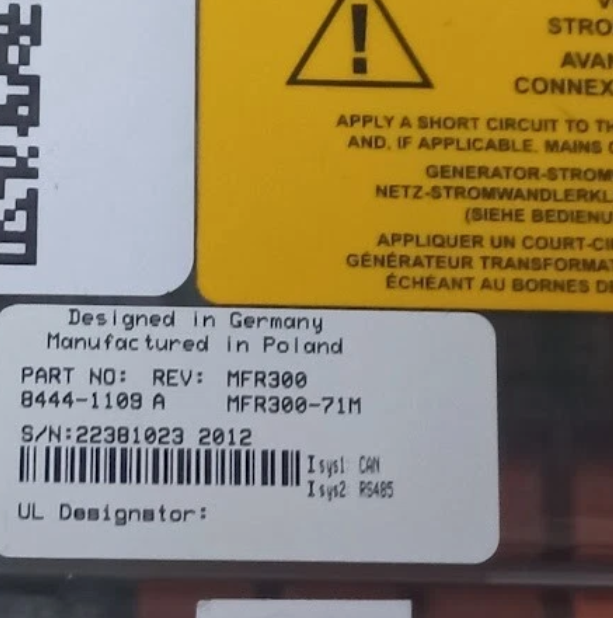 STRO
AVAN
CONNEX
APPLY A SHORT CIRCUIT TO TH
AND, IF APPLICABLE, MAINS
GENERATOR-STROM
NETZ-STROMWANDLERKL
(SIEHE BEDIENU
APPLIQUER UN COURT-CI
GÉNÉRATEUR TRANSFORMAT
ÉCHÉANT AU BORNES DE
Designed in Germany
Manufactured in Poland
PART NO: REV: MFR300
8444-1109 A MFR300-71M
S/N:22381023 2012
Isys1: CAN
Isys2: RS485
UL Designator: